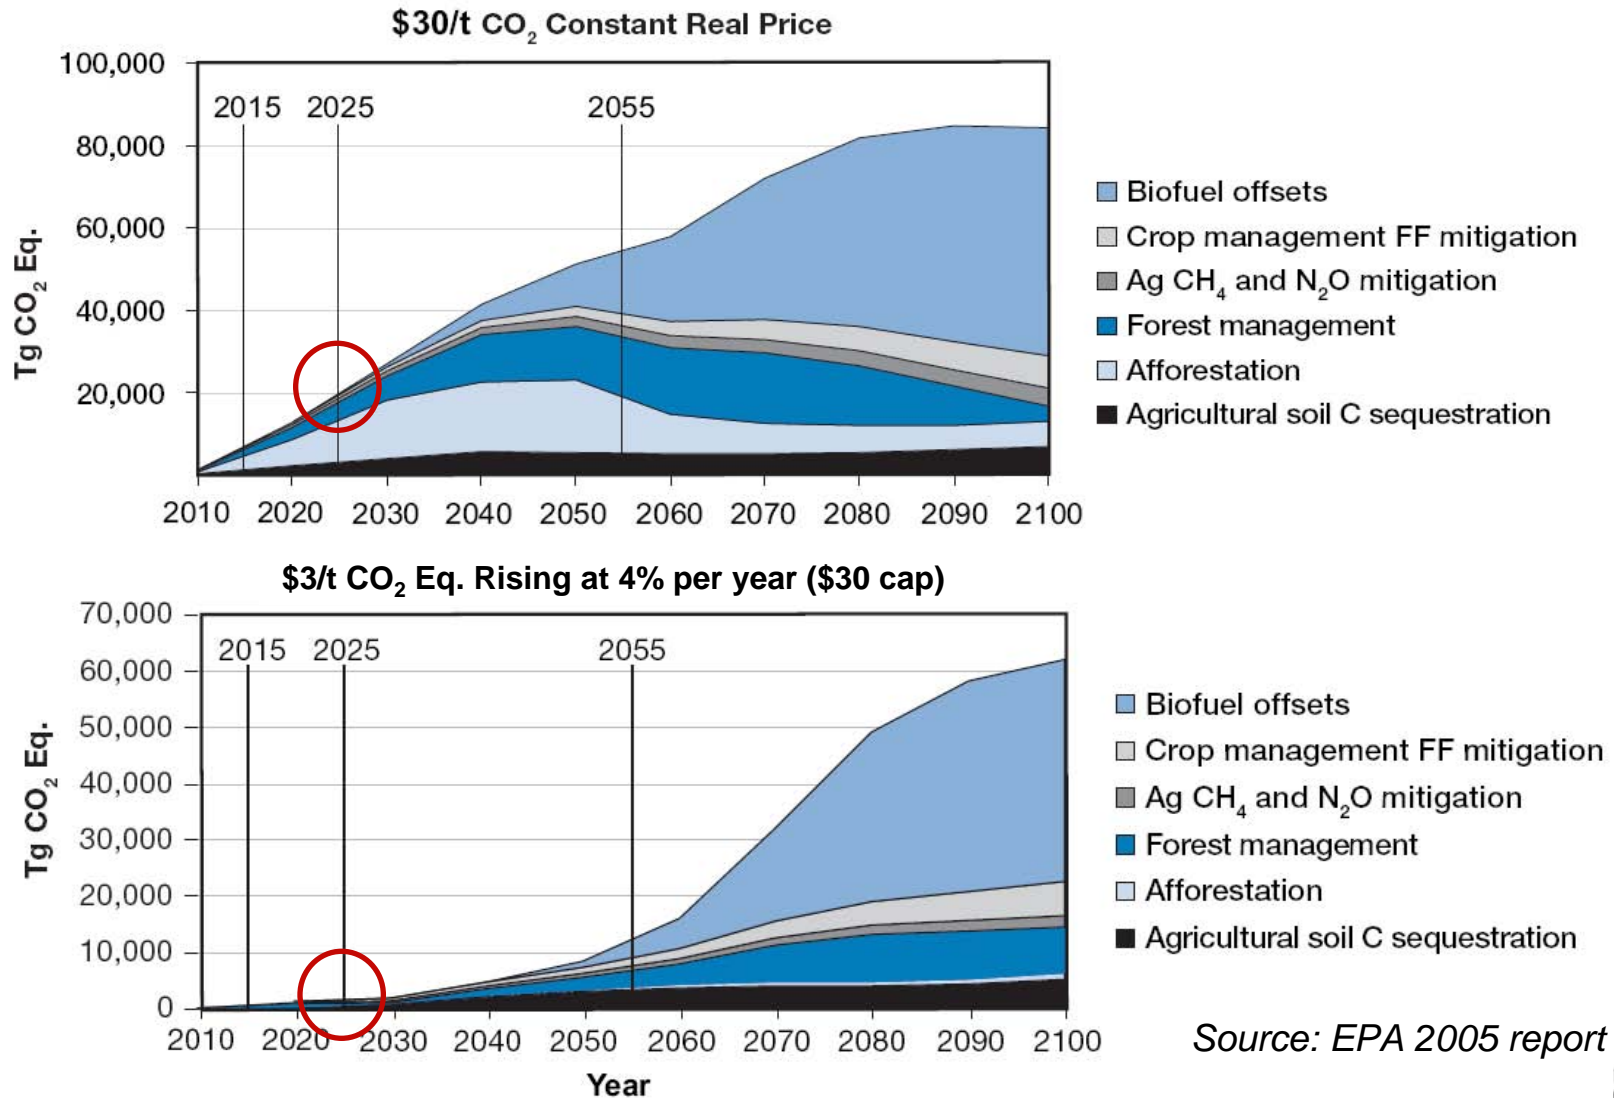 $30/t CO₂ Constant Real Price
100,000
80,000
60,000
40,000
20,000
Tg CO₂ Eq.
2015 2025 2055
2010 2020 2030 2040 2050 2060 2070 2080 2090 2100
Biofuel offsets
Crop management FF mitigation
Ag CH₄ and N₂O mitigation
Forest management
Afforestation
Agricultural soil C sequestration
$3/t CO₂ Eq. Rising at 4% per year ($30 cap)
70,000
60,000
50,000
40,000
30,000
20,000
10,000
0
Tg CO₂ Eq.
2015 2025 2055
2010 2020 2030 2040 2050 2060 2070 2080 2090 2100
Year
Biofuel offsets
Crop management FF mitigation
Ag CH₄ and N₂O mitigation
Forest management
Afforestation
Agricultural soil C sequestration
Source: EPA 2005 report